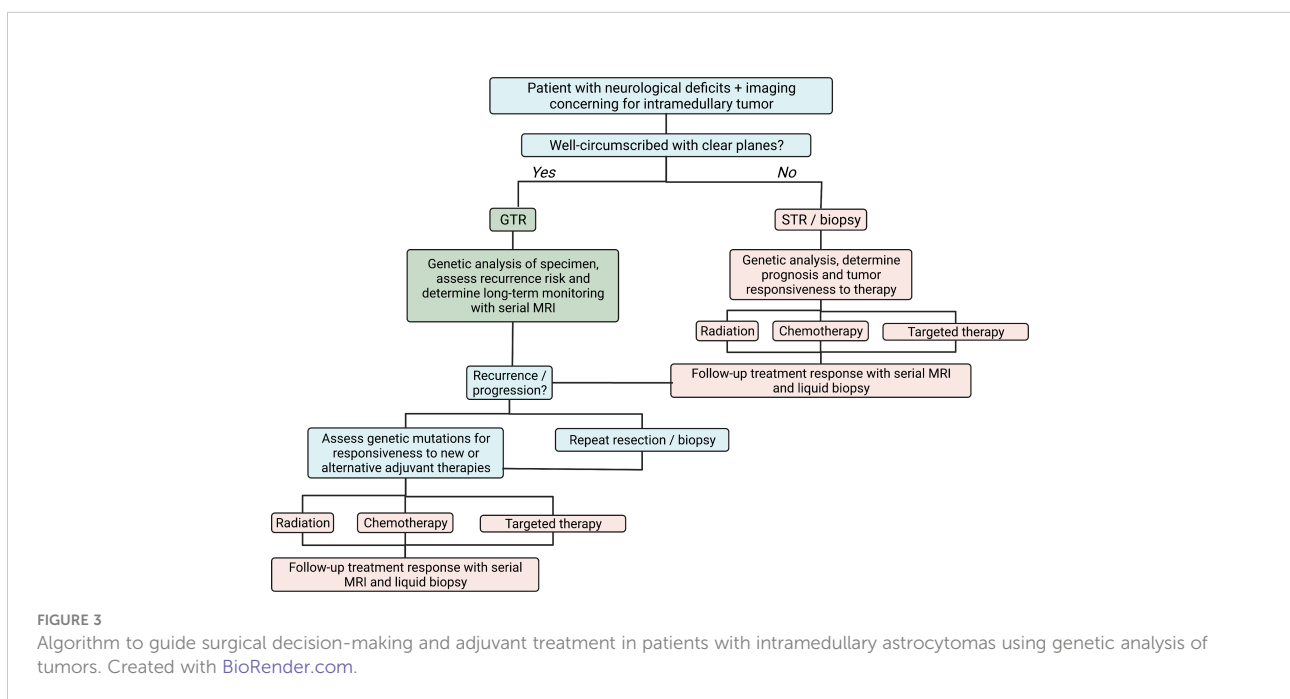 Patient with neurological deficits + imaging
concerning for intramedullary tumor
Well-circumscribed with clear planes?
Yes
No
GTR
STR / biopsy
Genetic analysis of specimen,
assess recurrence risk and
determine long-term monitoring
with serial MRI
Genetic analysis, determine
prognosis and tumor
responsiveness to therapy
Radiation
Chemotherapy
Targeted therapy
Follow-up treatment response with serial MRI
and liquid biopsy
Recurrence /
progression?
Assess genetic mutations for
responsiveness to new or
alternative adjuvant therapies
Repeat resection / biopsy
Radiation
Chemotherapy
Targeted therapy
Follow-up treatment response with serial
MRI and liquid biopsy
FIGURE 3
Algorithm to guide surgical decision-making and adjuvant treatment in patients with intramedullary astrocytomas using genetic analysis of
tumors. Created with BioRender.com.